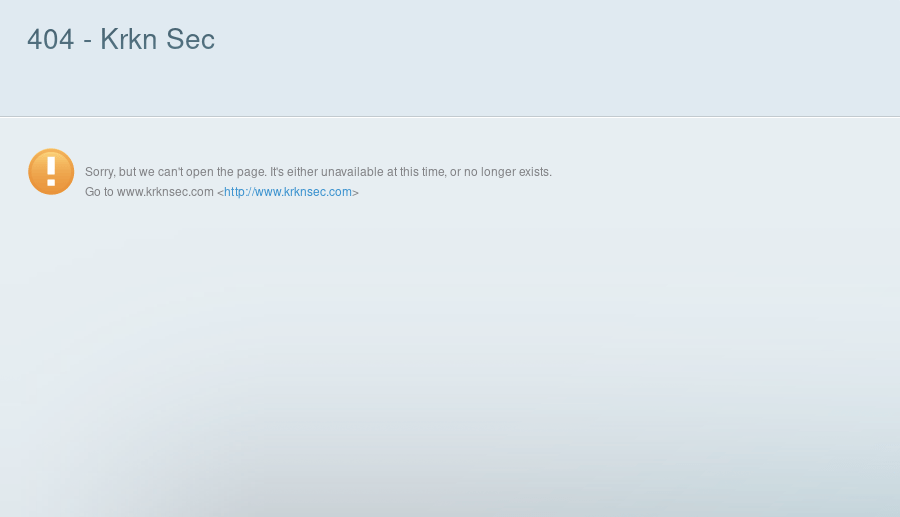 404 - Krkn Sec
Sorry, but we can't open the page. It's either unavailable at this time, or no longer exists.
Go to www.krknsec.com <http://www.krknsec.com>